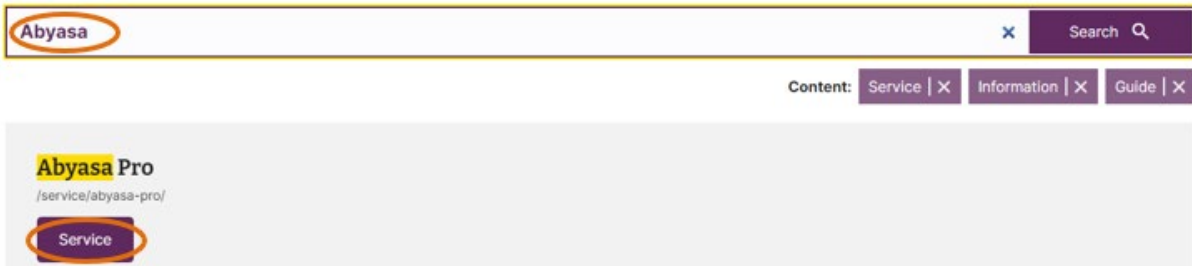 Abyasa × Search
Content: Service | × Information | × Guide | ×
Abyasa Pro
/service/abyasa-pro/
Service